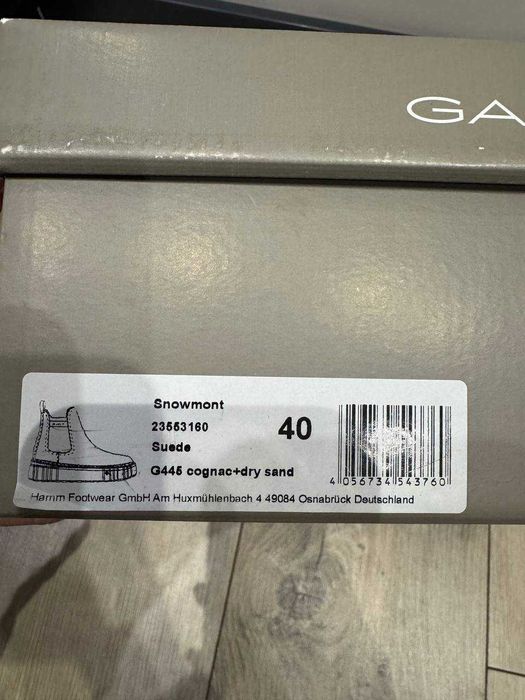 GA
Snowmont
23553160
Suede
40
G445 cognac+dry sand
4 056734 543760
Hamm Footwear GmbH Am Huxmühlenbach 4 49084 Osnabrück Deutschland